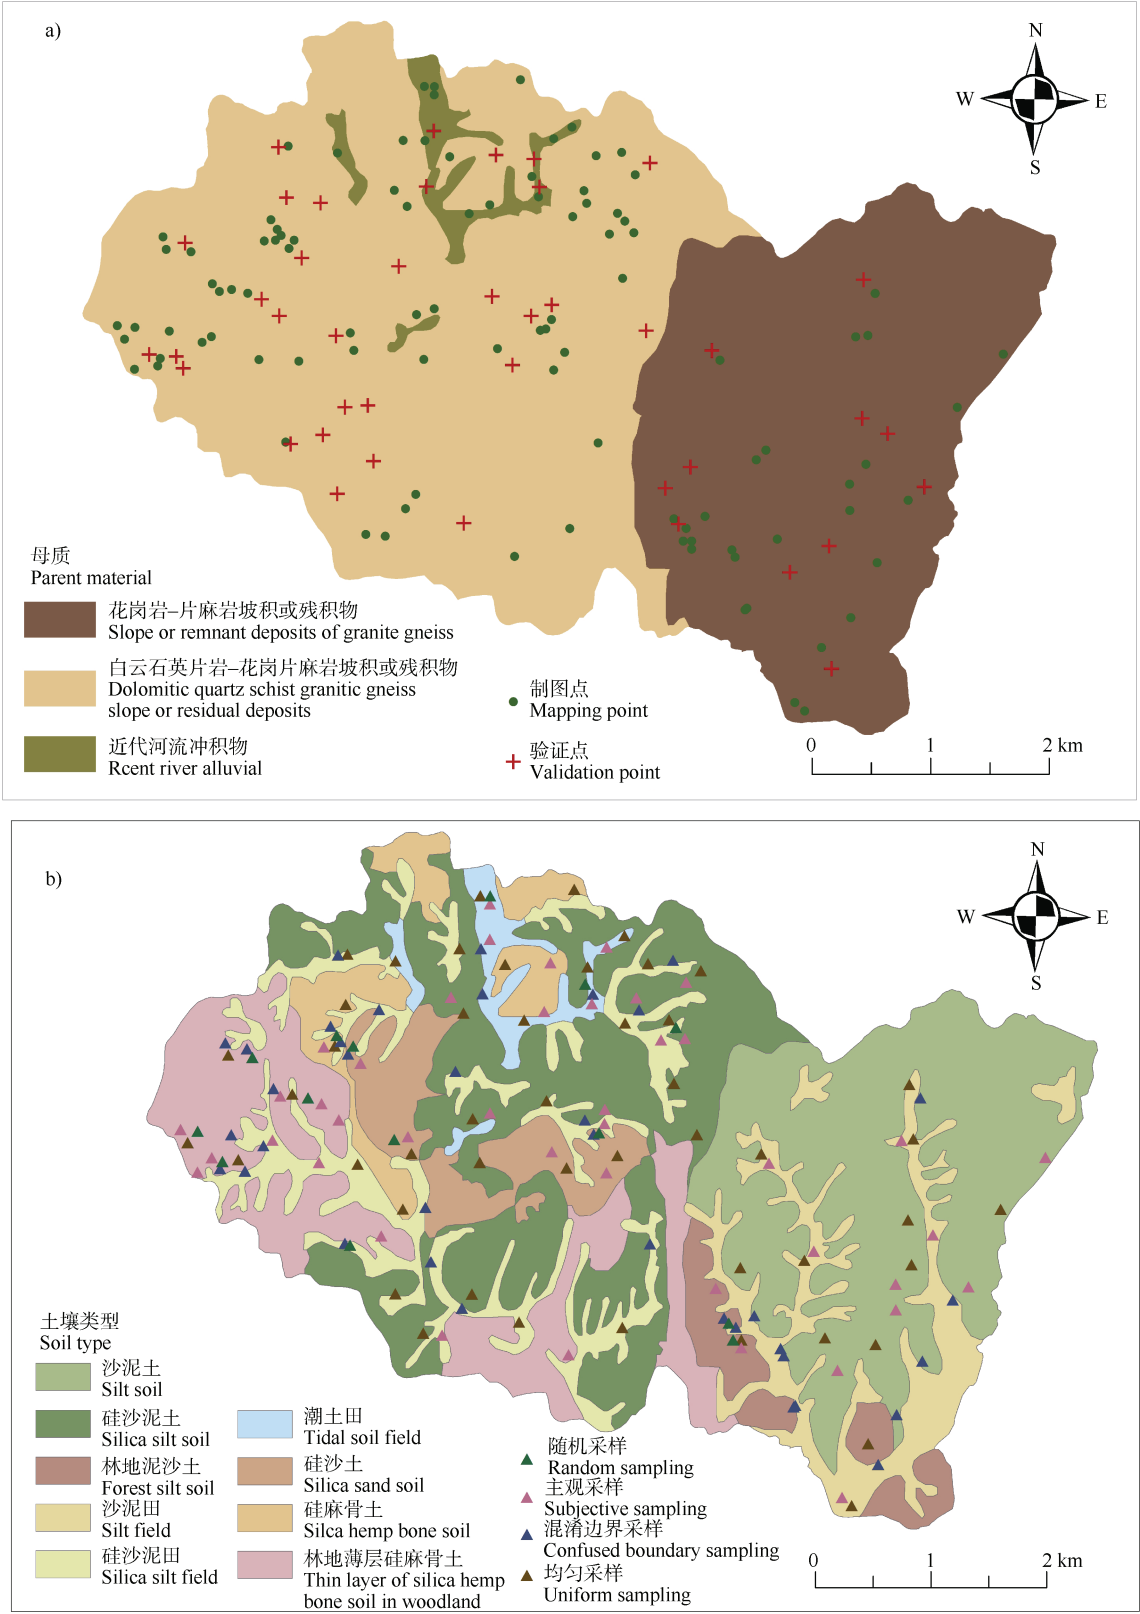 a)
N
W
E
S
母质
Parent material
花岗岩–片麻岩坡积或残积物
Slope or remnant deposits of granite gneiss
白云石英片岩–花岗片麻岩坡积或残积物
Dolomitic quartz schist granitic gneiss
slope or residual deposits
近代河流冲积物
Rcent river alluvial
制图点
Mapping point
验证点
Validation point
0 1 2 km
b)
N
W
E
S
土壤类型
Soil type
沙泥土
Silt soil
硅沙泥土
Silica silt soil
林地泥沙土
Forest silt soil
沙泥田
Silt field
硅沙泥田
Silica silt field
潮土田
Tidal soil field
硅沙土
Silica sand soil
硅麻骨土
Silca hemp bone soil
林地薄层硅麻骨土
Thin layer of silica hemp
bone soil in woodland
随机采样
Random sampling
主观采样
Subjective sampling
混淆边界采样
Confused boundary sampling
均匀采样
Uniform sampling
0 1 2 km